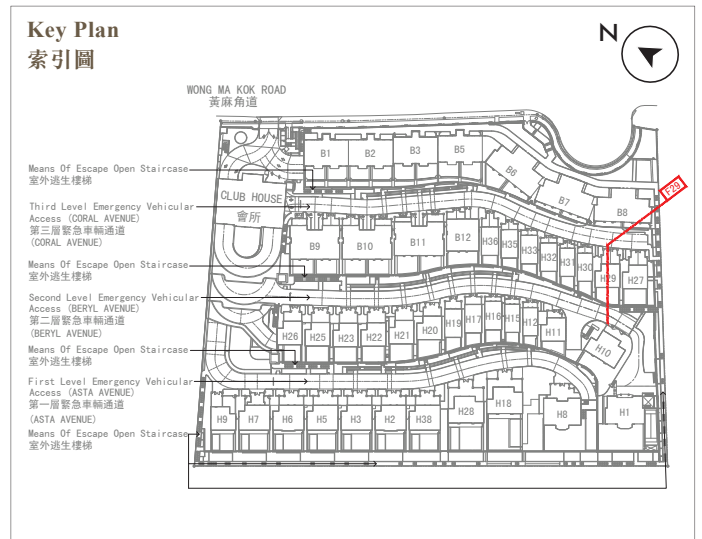 Key Plan
索引圖
N
WONG MA KOK ROAD
黃麻角道
Means Of Escape Open Staircase
室外逃生樓梯
Third Level Emergency Vehicular
Access (CORAL AVENUE)
第三層緊急車輛通道
(CORAL AVENUE)
Means Of Escape Open Staircase
室外逃生樓梯
Second Level Emergency Vehicular
Access (BERYL AVENUE)
第二層緊急車輛通道
(BERYL AVENUE)
Means Of Escape Open Staircase
室外逃生樓梯
First Level Emergency Vehicular
Access (ASTA AVENUE)
第一層緊急車輛通道
(ASTA AVENUE)
Means Of Escape Open Staircase
室外逃生樓梯
CLUB HOUSE
會所
B1 B2 B3 B5 B6 B7 B8
F29
B9 B10 B11 B12 H36 H35 H33 H32 H31 H30 H29 H27
H26 H25 H23 H22 H21 H20 H19 H17 H16 H15 H12 H11 H10
H9 H7 H6 H5 H3 H2 H38 H28 H18 H8 H1